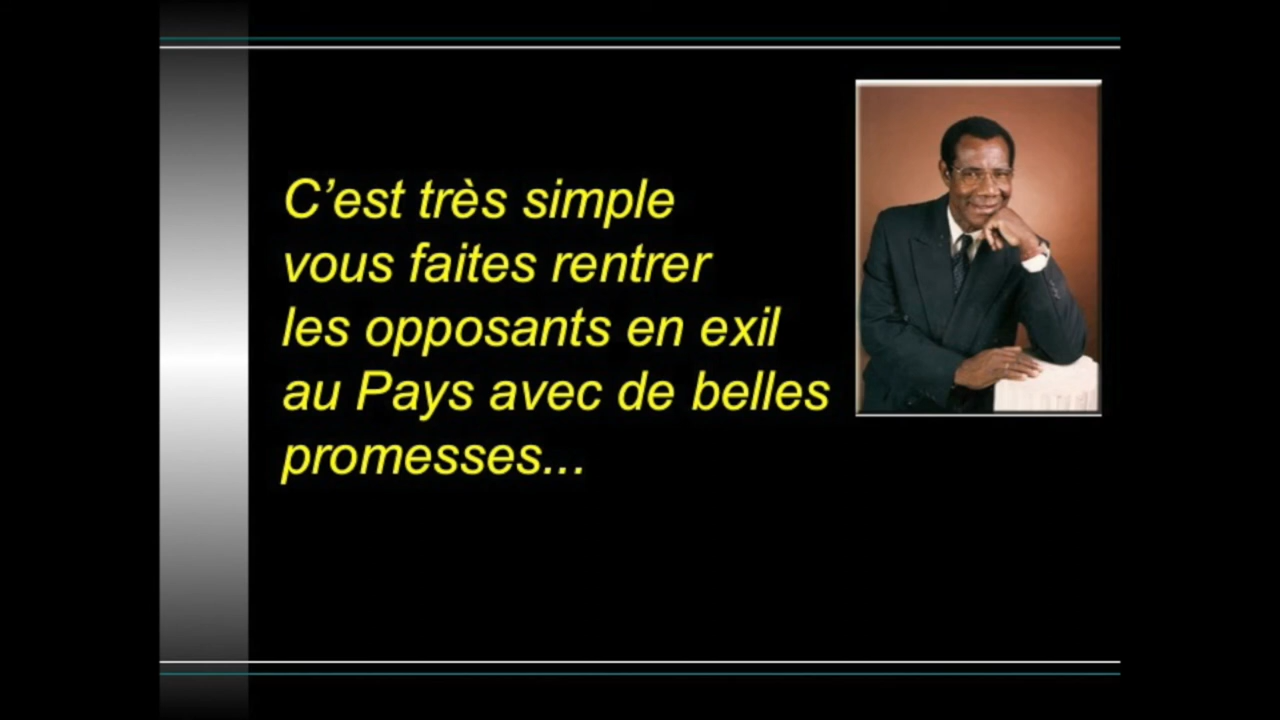 C’est très simple
vous faites rentrer
les opposants en exil
au Pays avec de belles
promesses...